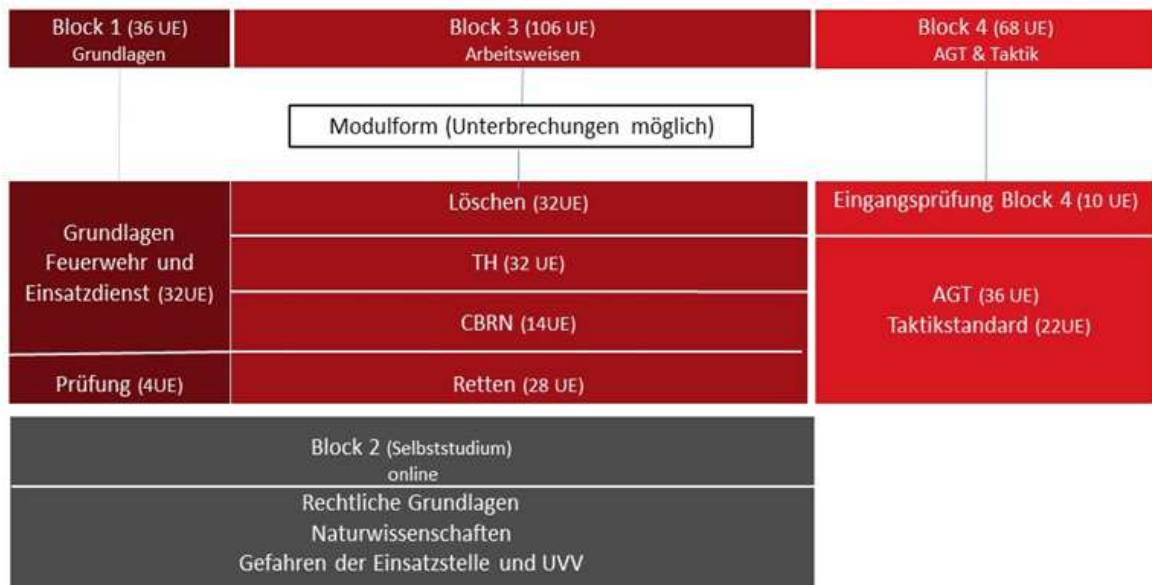 Block 1 (36 UE)
Grundlagen
Block 3 (106 UE)
Arbeitsweisen
Block 4 (68 UE)
AGT & Taktik
Modulform (Unterbrechungen möglich)
Grundlagen
Feuerwehr und
Einsatzdienst (32UE)
Prüfung (4UE)
Löschen (32UE)
TH (32 UE)
CBRN (14UE)
Retten (28 UE)
Eingangsprüfung Block 4 (10 UE)
AGT (36 UE)
Taktikstandard (22UE)
Block 2 (Selbststudium)
online
Rechtliche Grundlagen
Naturwissenschaften
Gefahren der Einsatzstelle und UVV